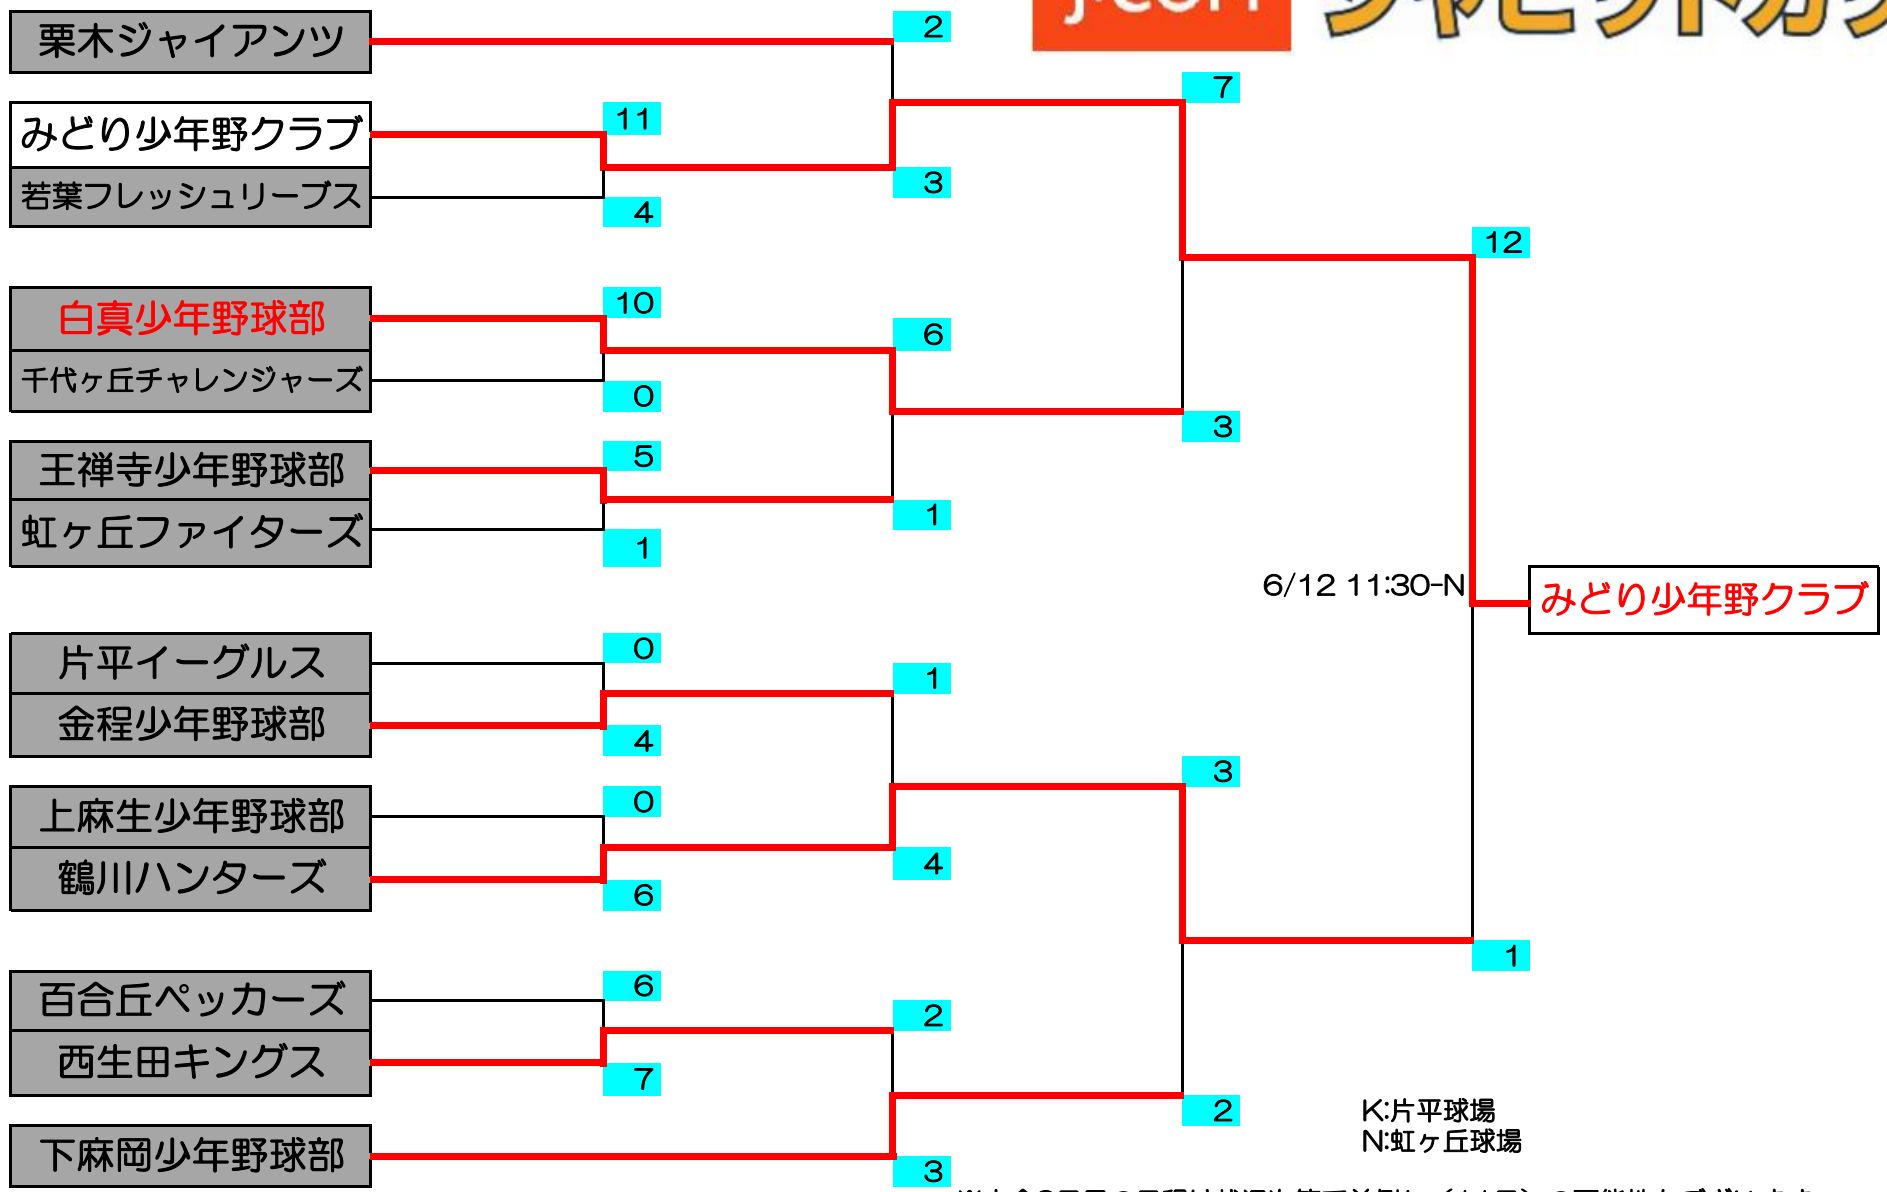 栗木ジャイアンツ
2
7
みどり少年野クラブ
11
若葉フレッシュリーブス
4
3
12
白真少年野球部
10
6
千代ヶ丘チャレンジャーズ
0
3
王禅寺少年野球部
5
1
虹ヶ丘ファイターズ
1
6/12 11:30-N
みどり少年野クラブ
片平イーグルス
0
1
金程少年野球部
4
3
上麻生少年野球部
0
4
鶴川ハンターズ
6
1
百合丘ペッカーズ
6
2
西生田キングス
7
2
下麻岡少年野球部
3
K:片平球場
N:虹ヶ丘球場